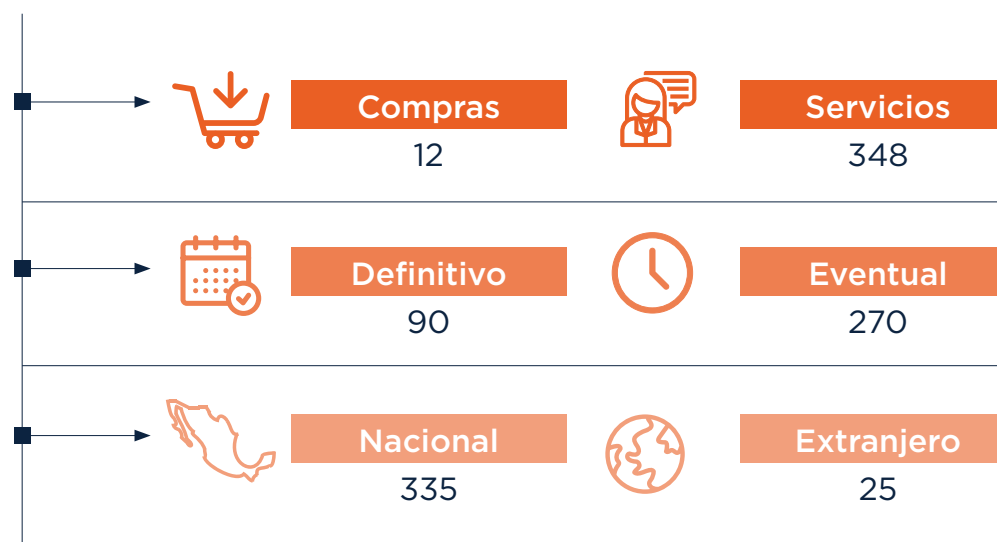 Compras
Servicios
12
348
Definitivo
Eventual
90
270
Nacional
Extranjero
335
25